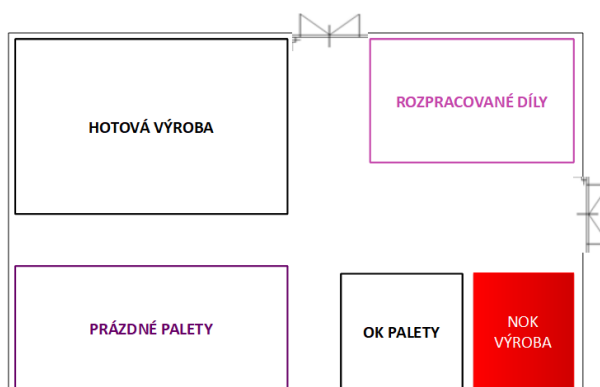 HOTOVÁ VÝROBA
ROZPRACOVANÉ DÍLY
PRÁZDNÉ PALETY
OK PALETY
NOK
VÝROBA